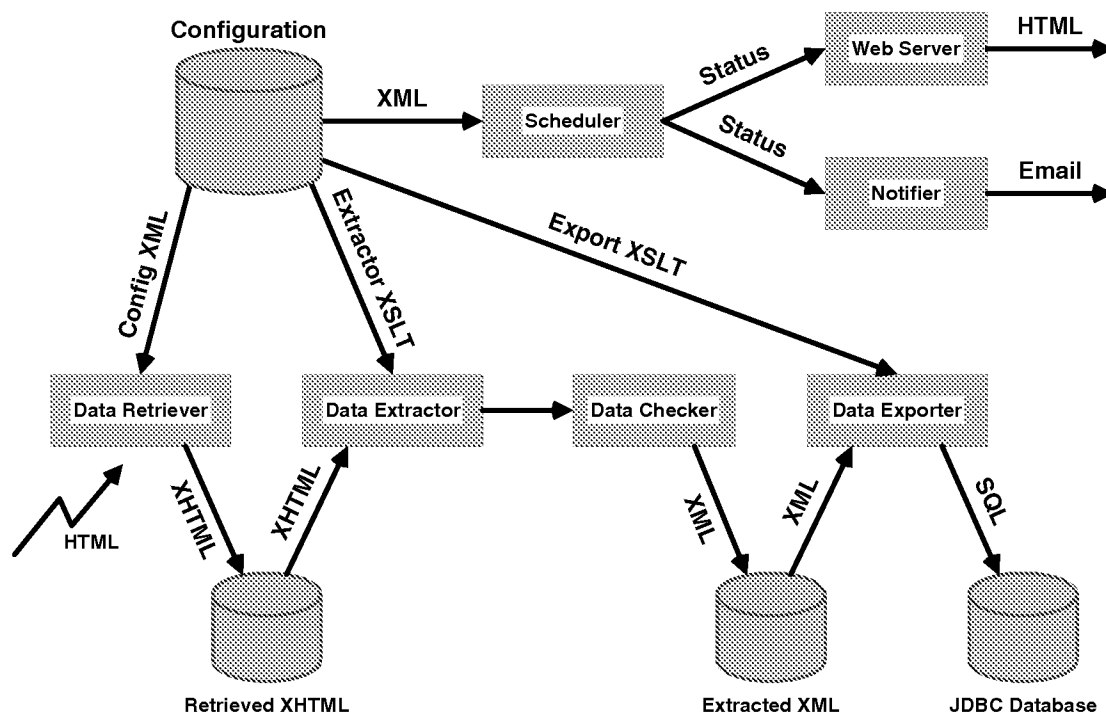 Configuration
HTML
Web Server
Status
XML
Scheduler
Status
Email
Notifier
Config XML
Extractor XSLT
Export XSLT
Data Retriever
Data Extractor
Data Checker
Data Exporter
HTML
XHTML
XHTML
XML
XML
SQL
Retrieved XHTML
Extracted XML
JDBC Database